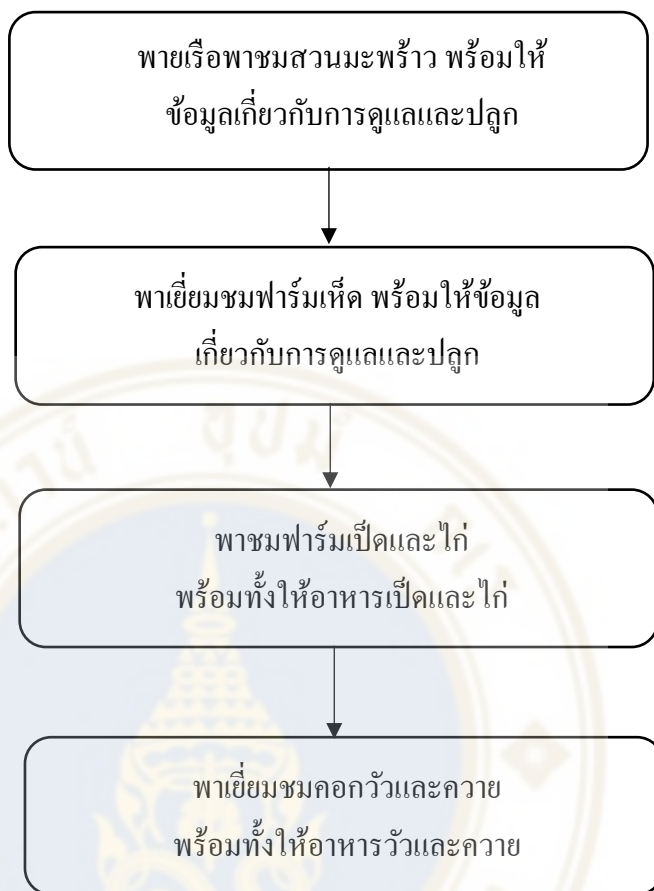 พายเรือพาชมสวนมะพร้าว พร้อมให้
ข้อมูลเกี่ยวกับการดูแลและปลูก
พาเยี่ยมชมฟาร์มเห็ด พร้อมให้ข้อมูล
เกี่ยวกับการดูแลและปลูก
พาชมฟาร์มเป็ดและไก่
พร้อมทั้งให้อาหารเป็ดและไก่
พาเยี่ยมชมคอกวัวและควาย
พร้อมทั้งให้อาหารวัวและควาย